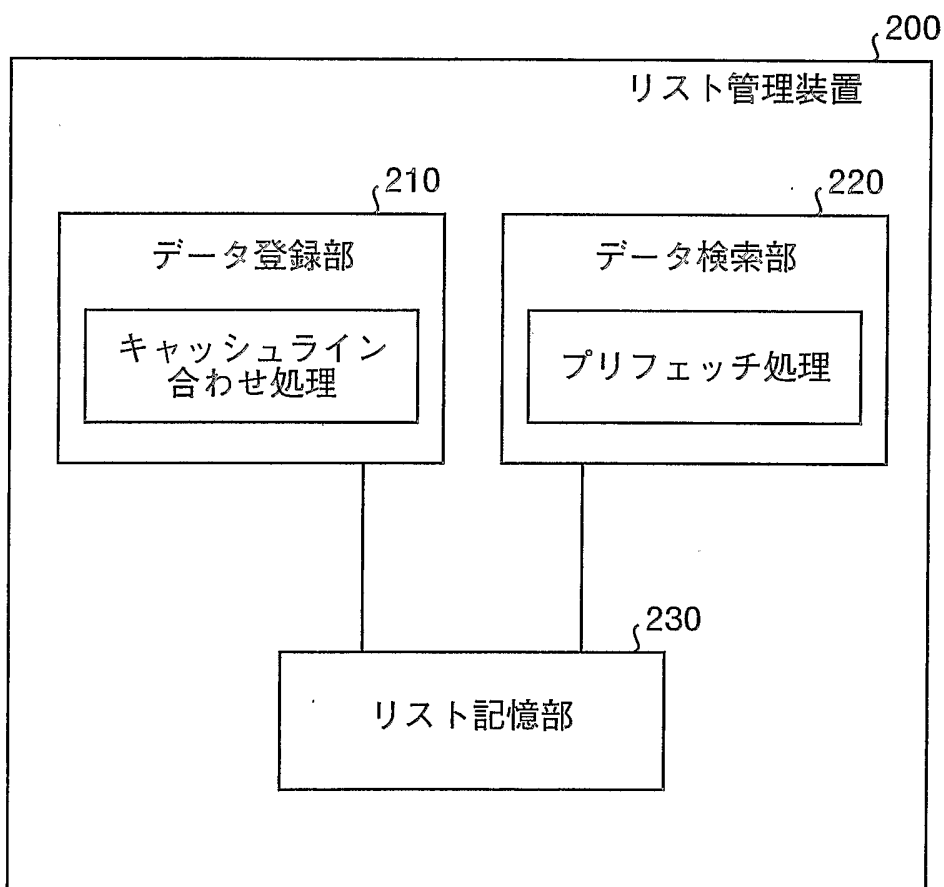 200
リスト管理装置
210
データ登録部
キャッシュライン
合わせ処理
220
データ検索部
プリフェッチ処理
230
リスト記憶部